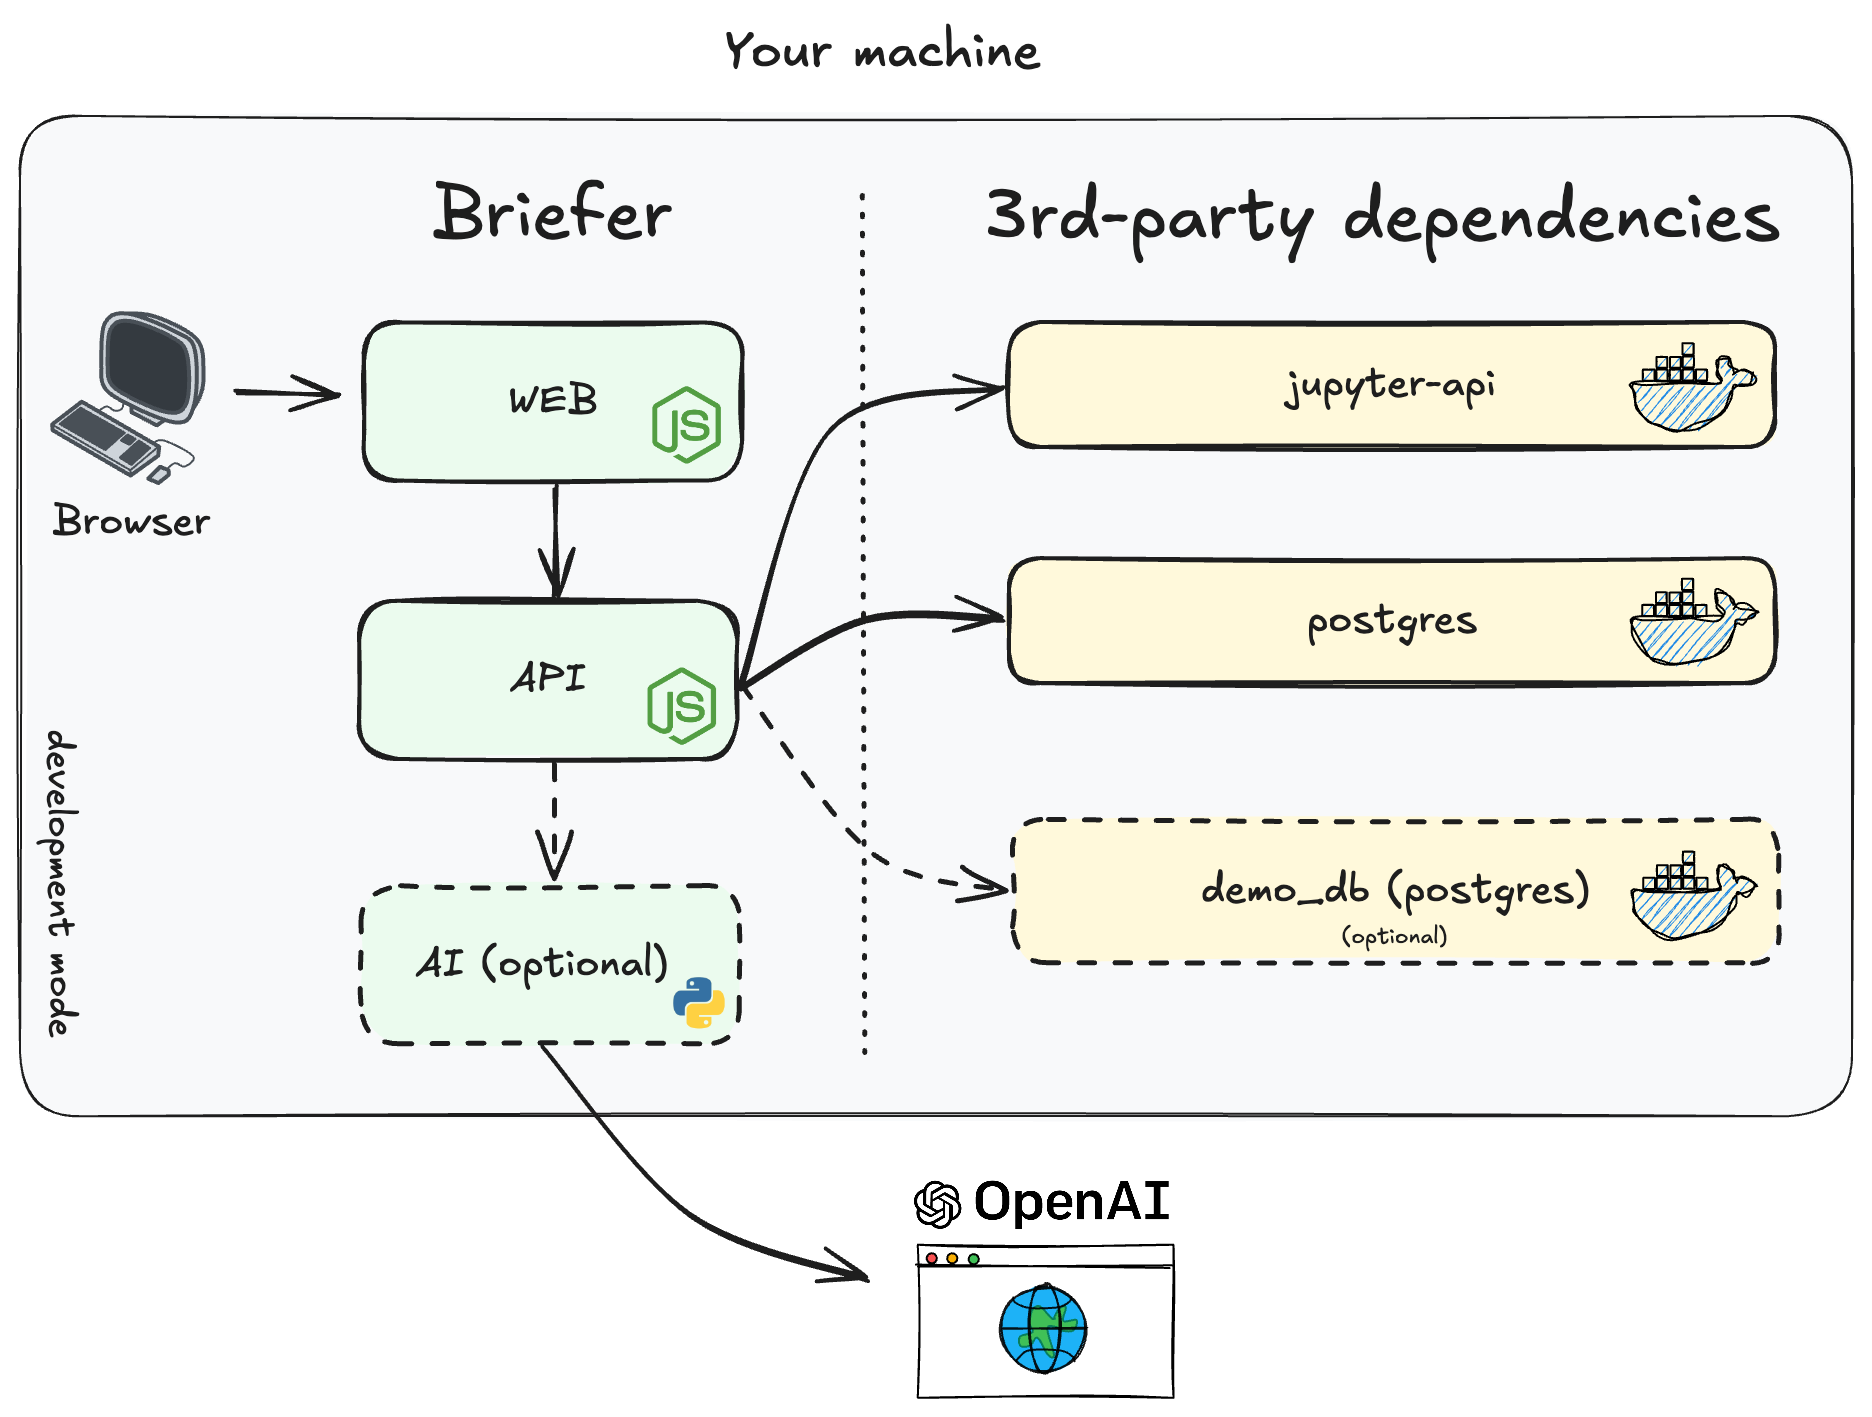 Your machine
Briefer
3rd-party dependencies
Browser
WEB
JS
jupyter-api
API
JS
postgres
AI (optional)
demo_db (postgres)
(optional)
development mode
OpenAI